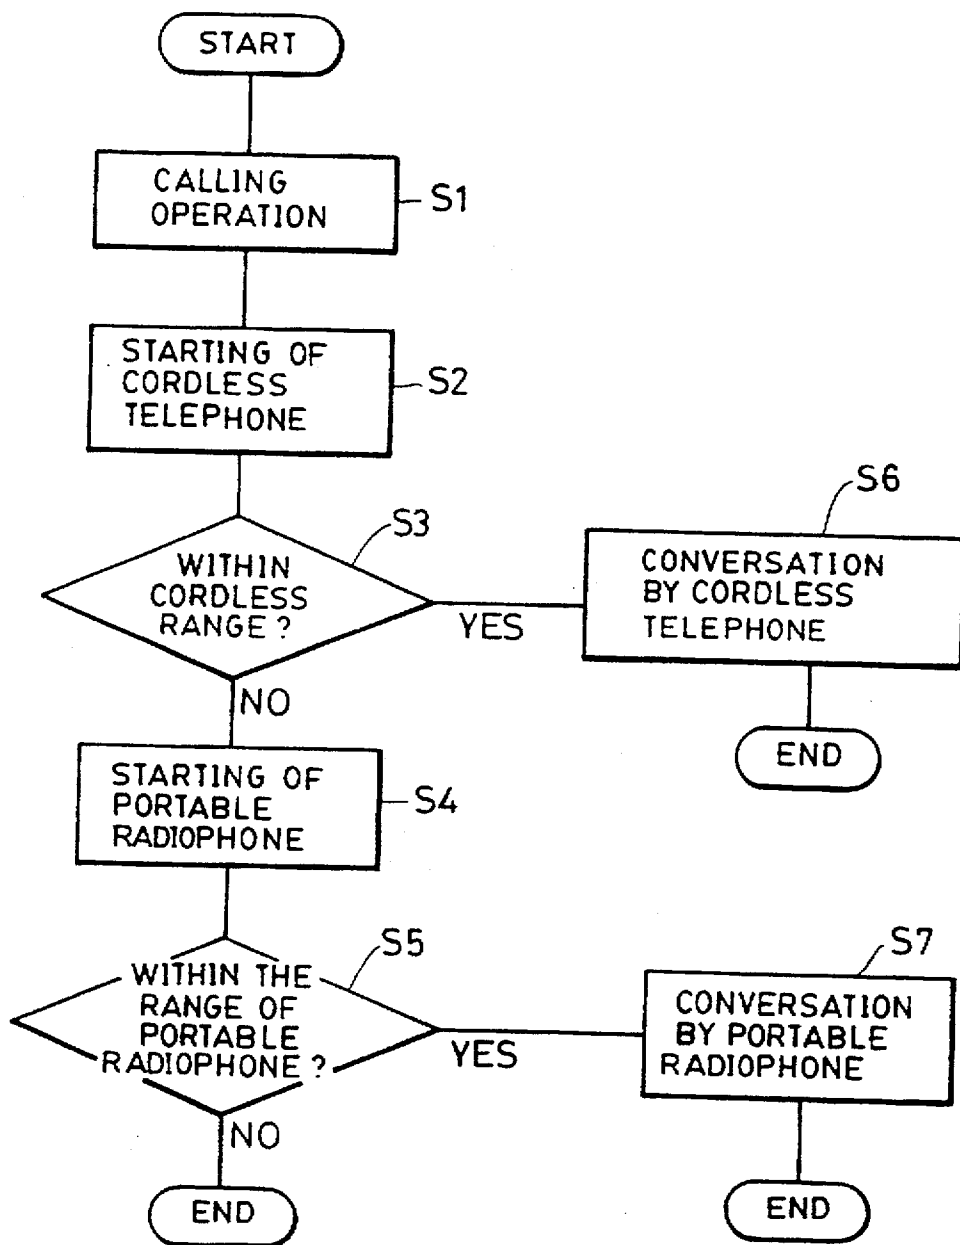 START
CALLING
OPERATION
S1
STARTING OF
CORDLESS
TELEPHONE
S2
WITHIN
CORDLESS
RANGE?
S3
YES
NO
S6
CONVERSATION
BY CORDLESS
TELEPHONE
END
STARTING OF
PORTABLE
RADIOPHONE
S4
WITHIN THE
RANGE OF
PORTABLE
RADIOPHONE?
S5
YES
NO
END
S7
CONVERSATION
BY PORTABLE
RADIOPHONE
END